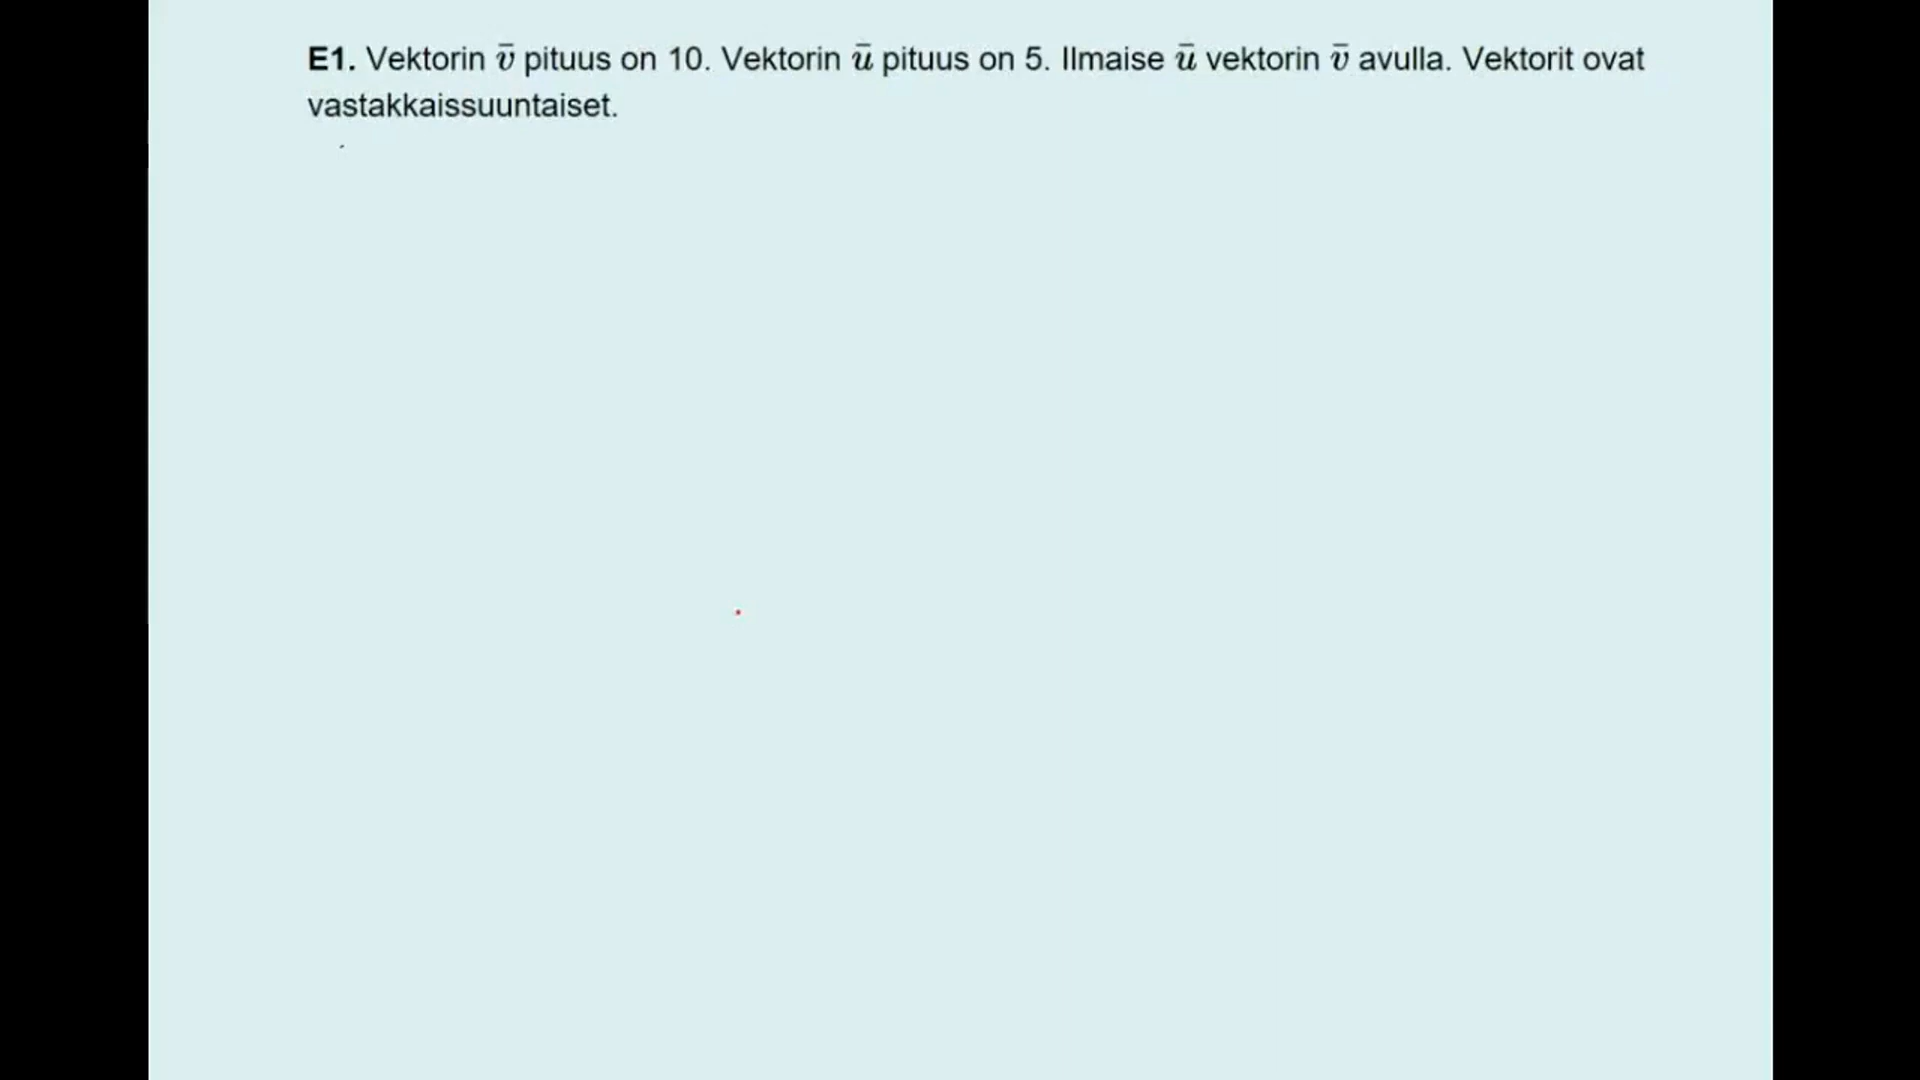 E1. Vektorin v̄ pituus on 10. Vektorin ū pituus on 5. Ilmaise ū vektorin v̄ avulla. Vektorit ovat
vastakkaissuuntaiset.